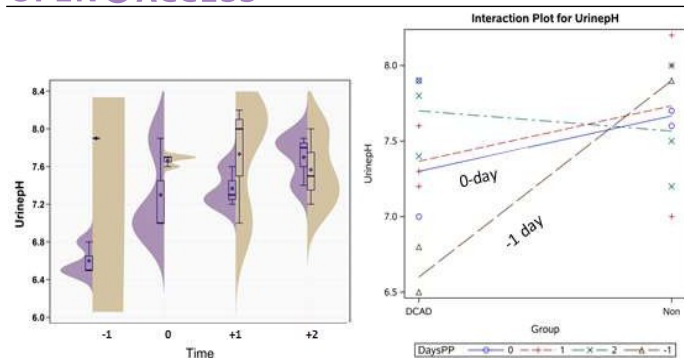 OPEN ACCESS
Interaction Plot for UrinepH
8.4
8.0
7.6
7.2
6.8
6.4
6.0
UrinepH
-1 0 +1 +2
Time
8.0
7.5
7.0
6.5
UrinepH
0-day
-1 day
DCAD Non
Group
DaysPP 0 1 2 -1